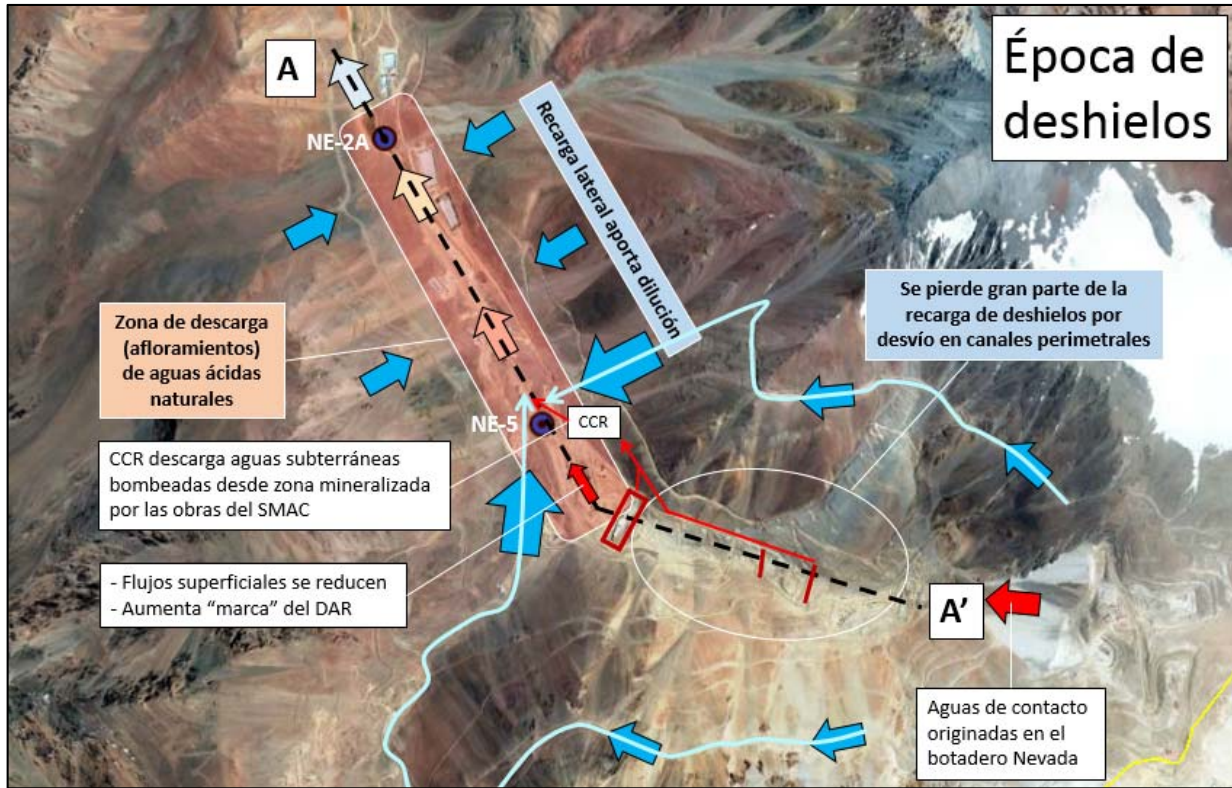 Época de
deshielos
A
NE-2A
Recarga lateral aporta dilución
Se pierde gran parte de la
recarga de deshielos por
desvío en canales perimetrales
Zona de descarga
(afloramientos)
de aguas ácidas
naturales
NE-5
CCR
CCR descarga aguas subterráneas
bombeadas desde zona mineralizada
por las obras del SMAC
- Flujos superficiales se reducen
- Aumenta “marca” del DAR
A’
Aguas de contacto
originadas en el
botadero Nevada